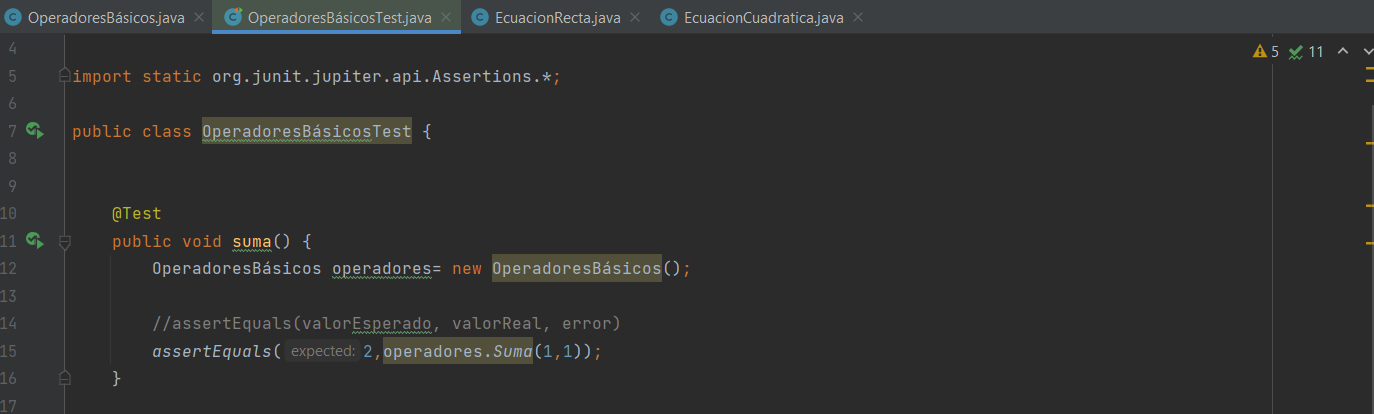 OperadoresBásicos.java OperadoresBásicosTest.java EcuacionRecta.java EcuacionCuadratica.java
4 5 11
5 import static org.junit.jupiter.api.Assertions.*;
6
7 public class OperadoresBásicosTest {
8
9
10 @Test
11 public void suma() {
12 OperadoresBásicos operadores= new OperadoresBásicos();
13
14 //assertEquals(valorEsperado, valorReal, error)
15 assertEquals( expected: 2,operadores.Suma(1,1));
16 }
17